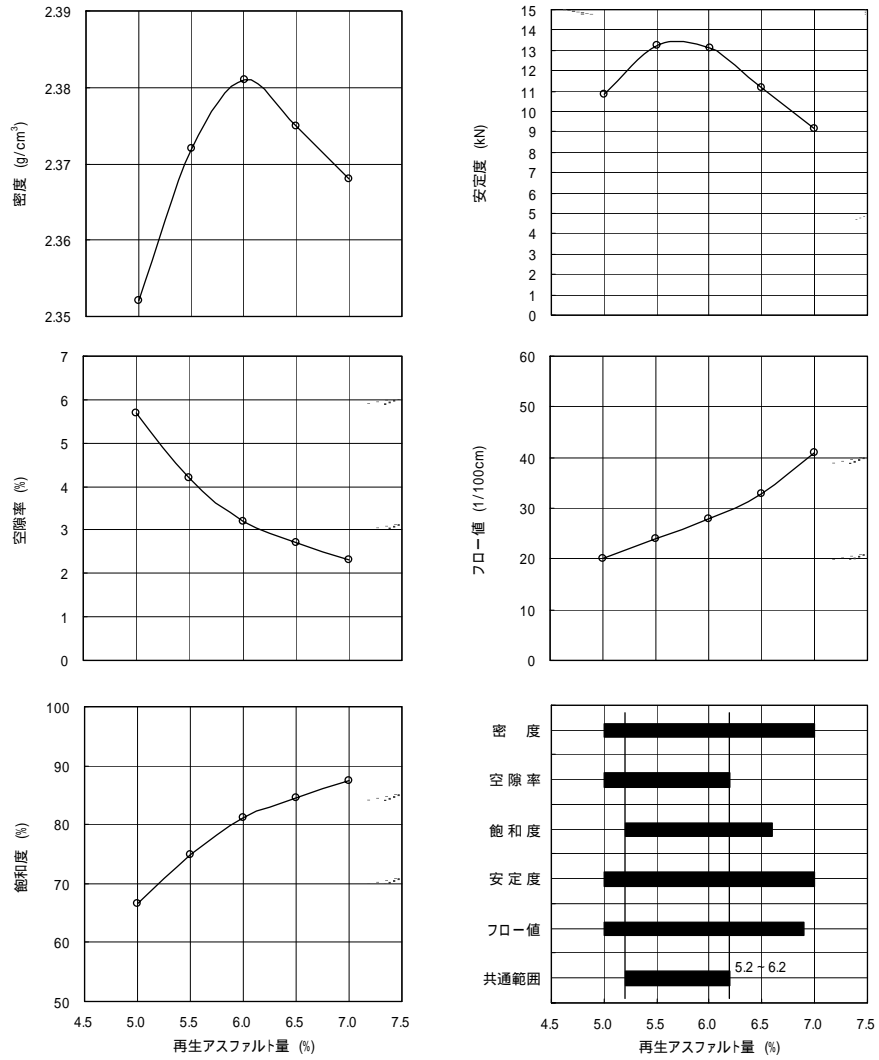 2.39
2.38
2.37
2.36
2.35
密度 (g/cm³)
15
14
13
12
11
10
9
8
7
6
5
4
3
2
1
0
安定度 (kN)
7
6
5
4
3
2
1
0
空隙率 (%)
60
50
40
30
20
10
0
フロー値 (1/100cm)
100
90
80
70
60
50
飽和度 (%)
4.5 5.0 5.5 6.0 6.5 7.0 7.5
再生アスファルト量 (%)
密 度
空隙率
飽和度
安定度
フロー値
共通範囲
5.2 ~ 6.2
4.5 5.0 5.5 6.0 6.5 7.0 7.5
再生アスファルト量 (%)